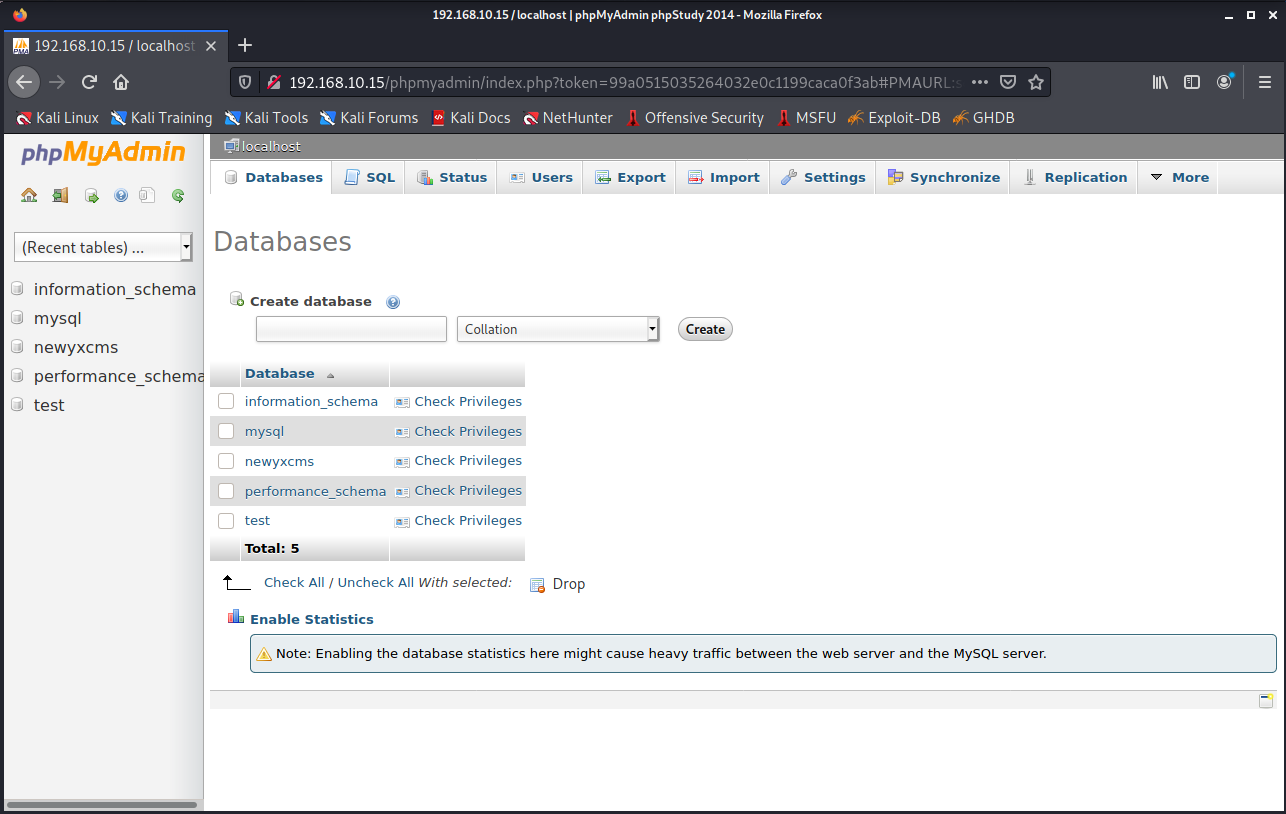 192.168.10.15 / localhost | phpMyAdmin phpStudy 2014 - Mozilla Firefox
192.168.10.15 / localhost
192.168.10.15/phpmyadmin/index.php?token=99a0515035264032e0c1199caca0f3ab#PMAURL:s
Kali Linux Kali Training Kali Tools Kali Forums Kali Docs NetHunter Offensive Security MSFU Exploit-DB GHDB
phpMyAdmin
(Recent tables) ...
information_schema
mysql
newyxcms
performance_schema
test
localhost
Databases SQL Status Users Export Import Settings Synchronize Replication More
Databases
Create database
Collation Create
Database
information_schema Check Privileges
mysql Check Privileges
newyxcms Check Privileges
performance_schema Check Privileges
test Check Privileges
Total: 5
Check All / Uncheck All With selected: Drop
Enable Statistics
Note: Enabling the database statistics here might cause heavy traffic between the web server and the MySQL server.